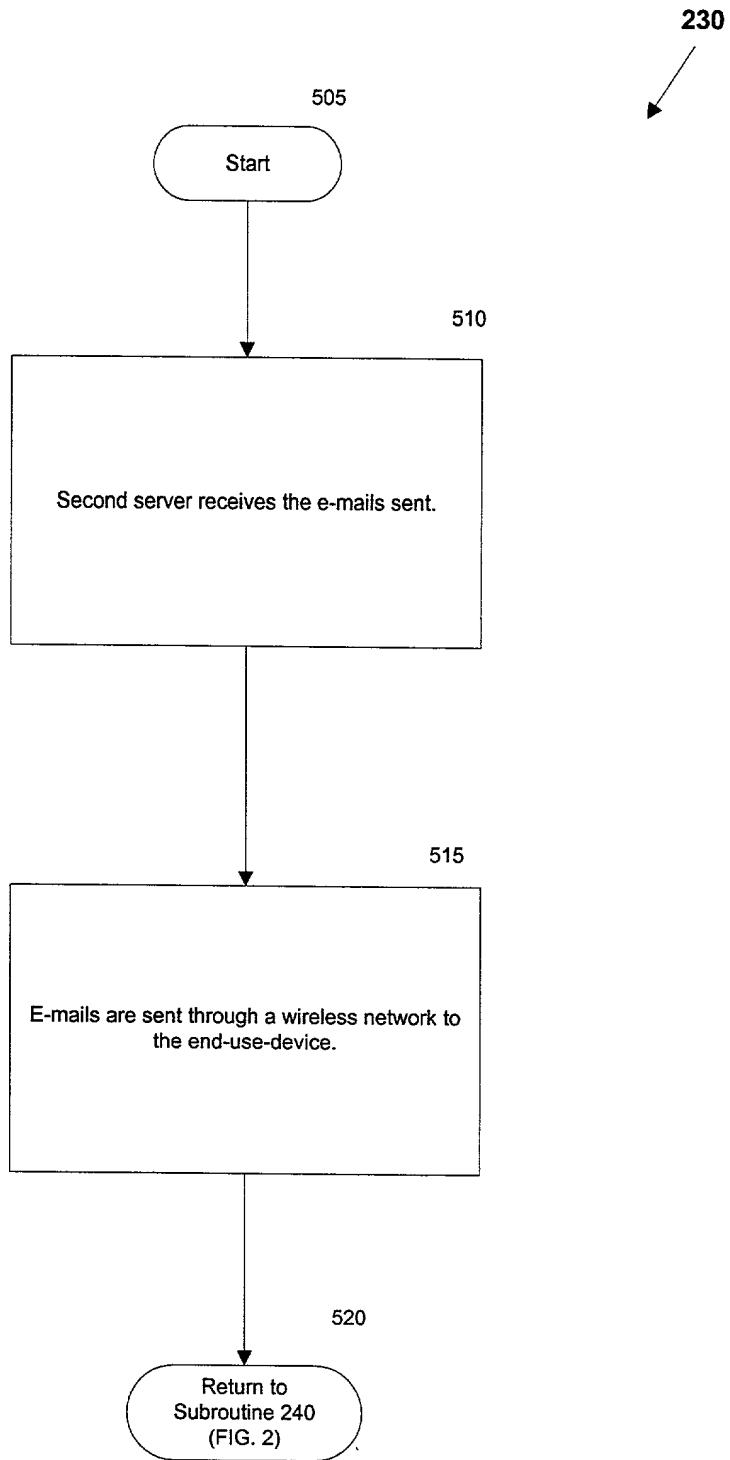 230
505
Start
510
Second server receives the e-mails sent.
515
E-mails are sent through a wireless network to
the end-use-device.
520
Return to
Subroutine 240
(FIG. 2)